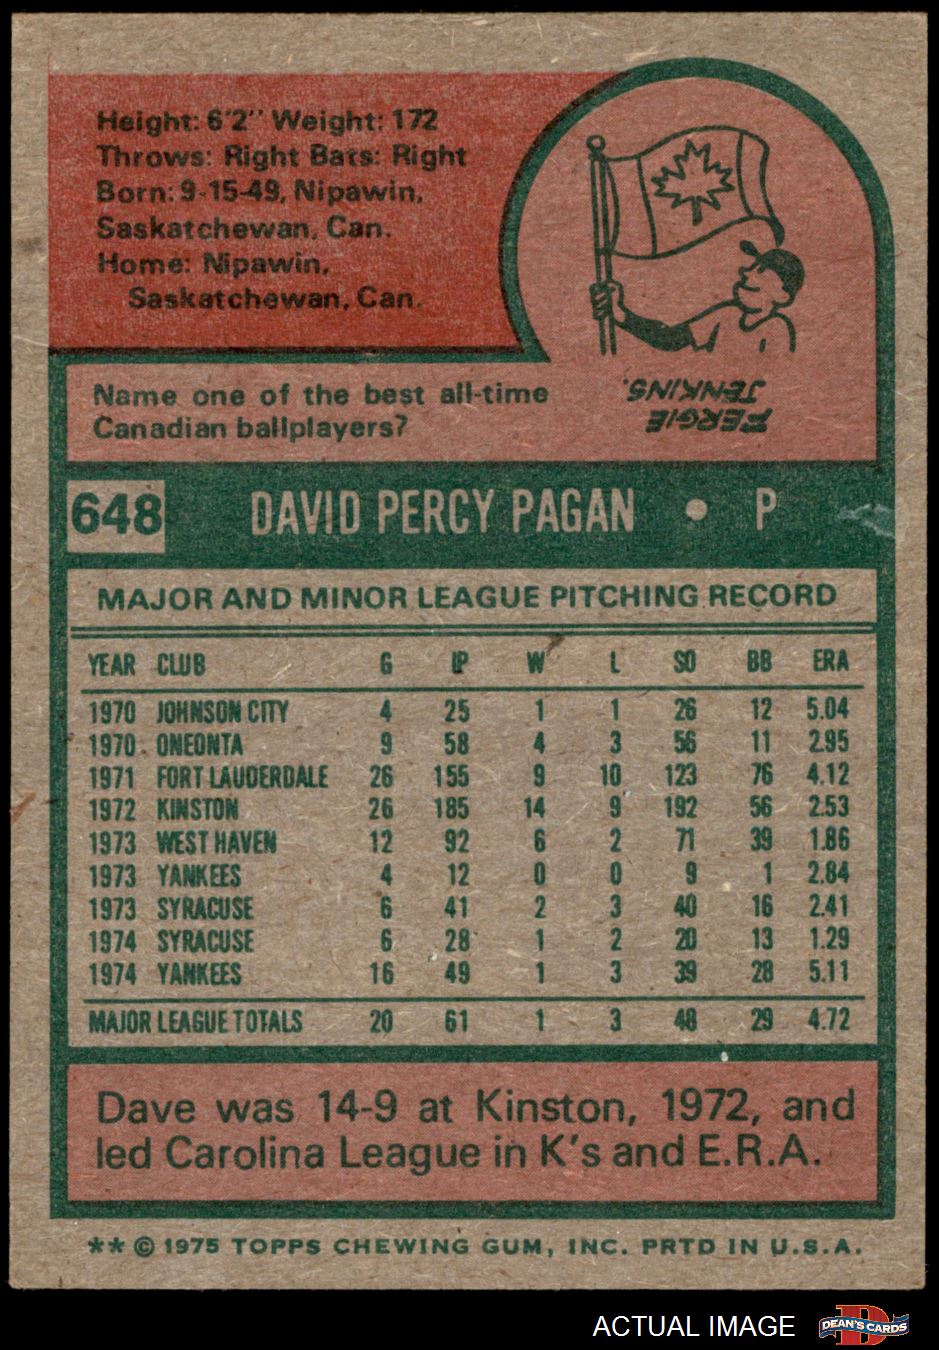 Height: 6'2" Weight: 172
Throws: Right Bats: Right
Born: 9-15-49, Nipawin,
Saskatchewan, Can.
Home: Nipawin,
Saskatchewan, Can.
Name one of the best all-time
Canadian ballplayers?
FERGIE
JENKINS.
648 DAVID PERCY PAGAN • P
MAJOR AND MINOR LEAGUE PITCHING RECORD
YEAR CLUB G IP W L SO BB ERA
1970 JOHNSON CITY 4 25 1 1 26 12 5.04
1970 ONEONTA 9 58 4 3 56 11 2.95
1971 FORT LAUDERDALE 26 155 9 10 123 76 4.12
1972 KINSTON 26 185 14 9 192 56 2.53
1973 WEST HAVEN 12 92 6 2 71 39 1.86
1973 YANKEES 4 12 0 0 9 1 2.84
1973 SYRACUSE 6 41 2 3 40 16 2.41
1974 SYRACUSE 6 28 1 2 20 13 1.29
1974 YANKEES 16 49 1 3 39 28 5.11
MAJOR LEAGUE TOTALS 20 61 1 3 48 29 4.72
Dave was 14-9 at Kinston, 1972, and
led Carolina League in K's and E.R.A.
** © 1975 TOPPS CHEWING GUM, INC. PRTD IN U.S.A.
ACTUAL IMAGE
DEAN'S CARDS